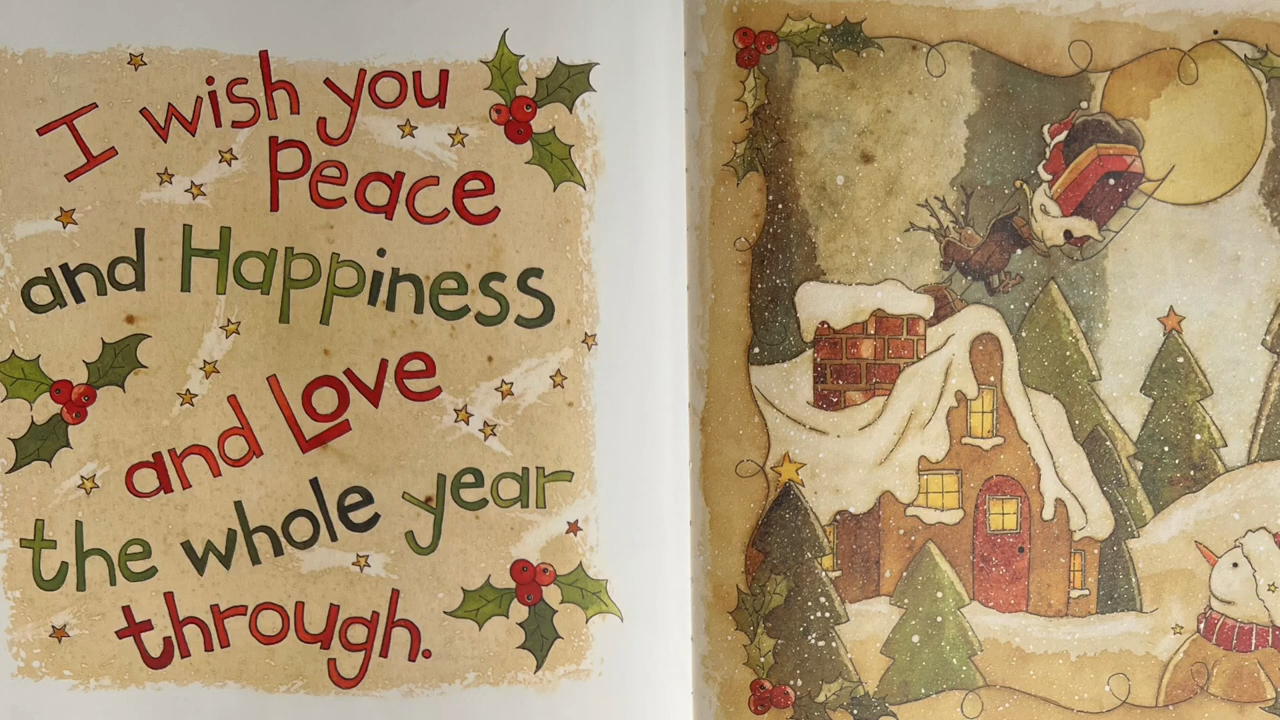 I wish you
Peace
and Happiness
and Love
the whole year
through.